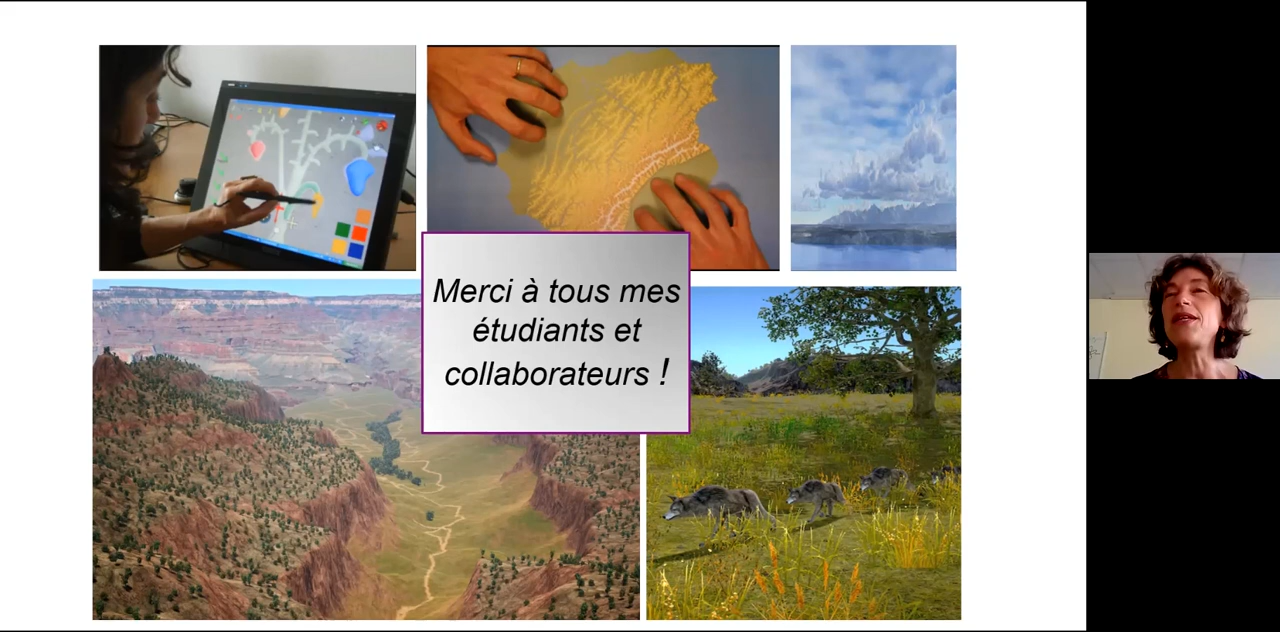 Merci à tous mes
étudiants et
collaborateurs !